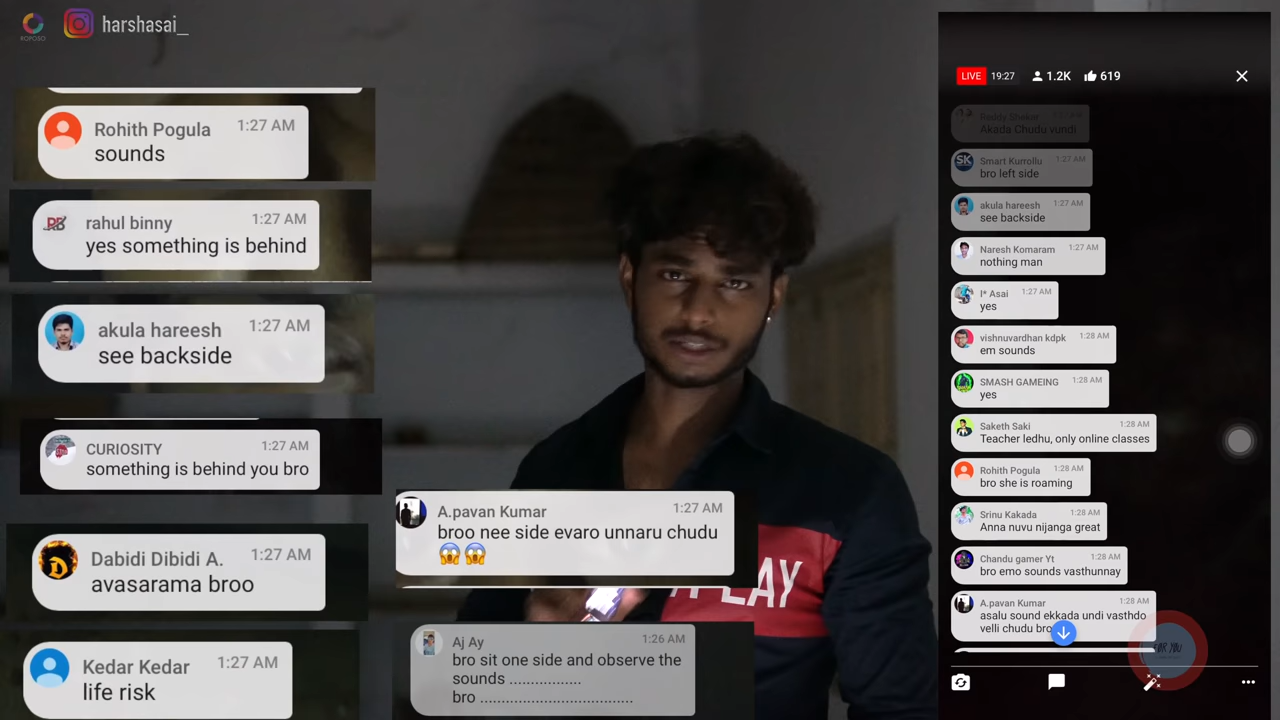 ROPOSO
harshasai_
Rohith Pogula 1:27 AM
sounds
rahul binny 1:27 AM
yes something is behind
akula hareesh 1:27 AM
see backside
CURIOSITY 1:27 AM
something is behind you bro
Dabidi Dibidi A. 1:27 AM
avasarama broo
Kedar Kedar 1:27 AM
life risk
A.pavan Kumar 1:27 AM
broo nee side evaro unnaru chudu
😱😱
PLAY
Aj Ay 1:26 AM
bro sit one side and observe the
sounds .................
bro ....................................
LIVE 19:27 1.2K 619
Reddy Sheker
Akada Chudu vundi
SK
Smart Kurrollu 1:27 AM
bro left side
akula hareesh 1:27 AM
see backside
Naresh Komaram 1:27 AM
nothing man
I* Asai 1:27 AM
yes
vishnuvardhan kdpk 1:28 AM
em sounds
SMASH GAMEING 1:28 AM
yes
Saketh Saki 1:28 AM
Teacher ledhu, only online classes
Rohith Pogula 1:28 AM
bro she is roaming
Srinu Kakada 1:28 AM
Anna nuvu nijanga great
Chandu gamer Yt 1:28 AM
bro emo sounds vasthunnay
A.pavan Kumar 1:28 AM
asalu sound ekkada undi vasthdo
velli chudu bro
FOR YOU